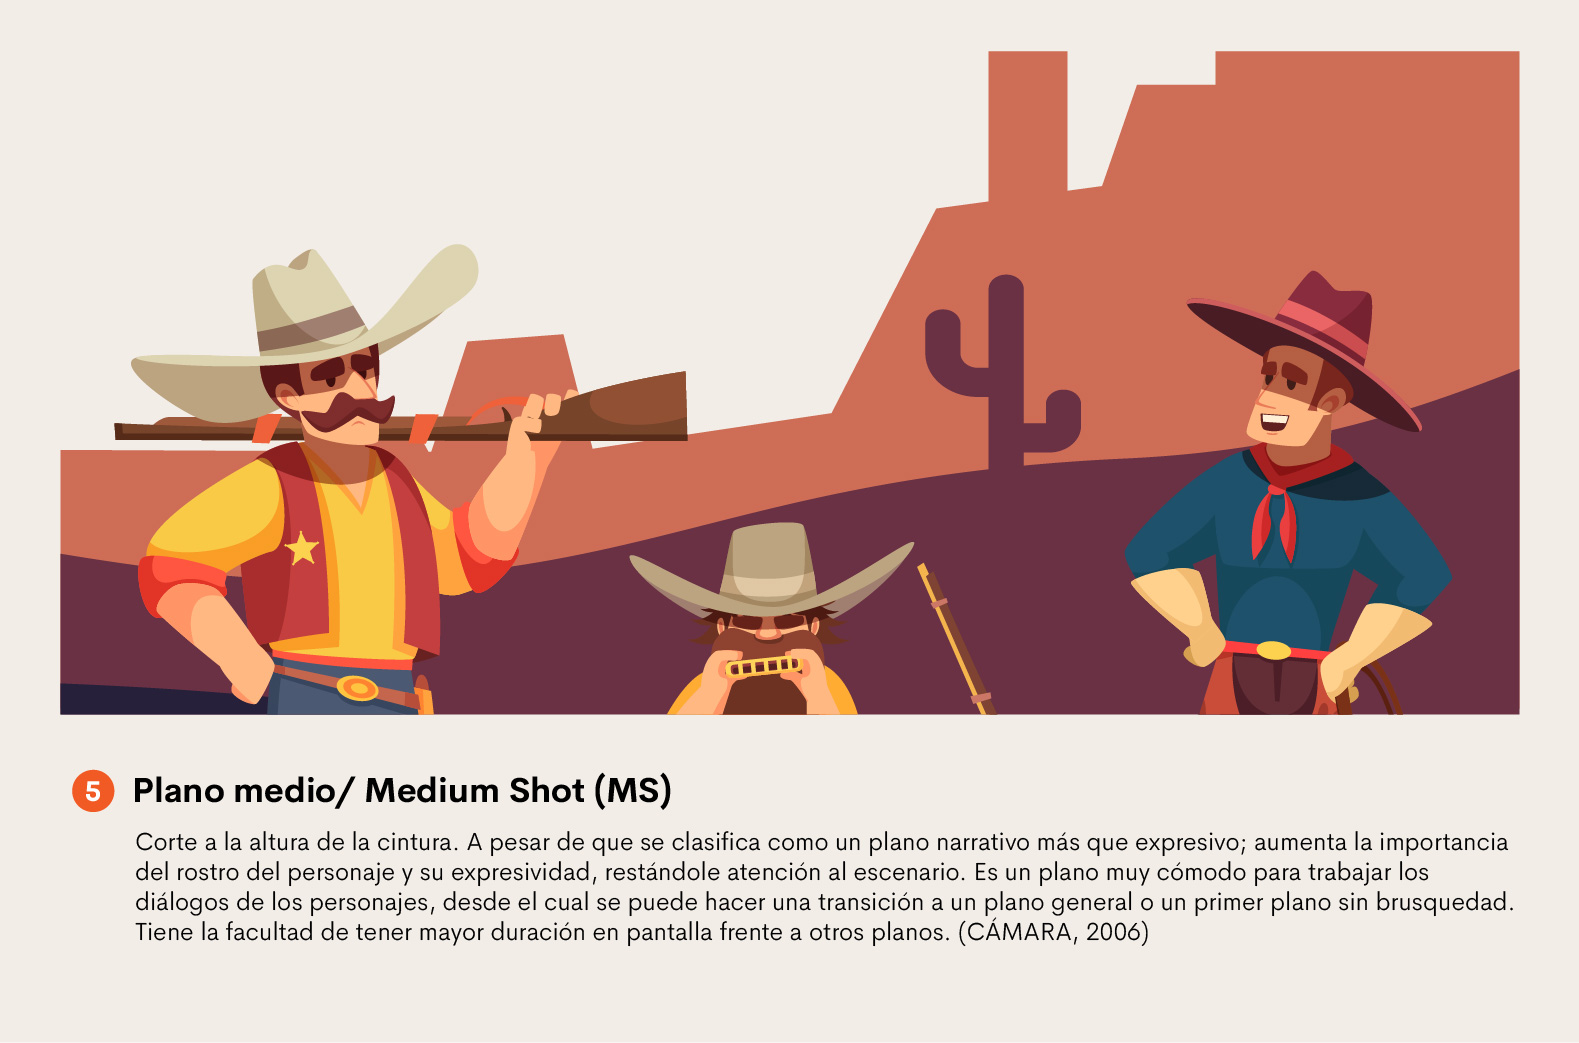 5 Plano medio/ Medium Shot (MS)
Corte a la altura de la cintura. A pesar de que se clasifica como un plano narrativo más que expresivo; aumenta la importancia
del rostro del personaje y su expresividad, restándole atención al escenario. Es un plano muy cómodo para trabajar los
diálogos de los personajes, desde el cual se puede hacer una transición a un plano general o un primer plano sin brusquedad.
Tiene la facultad de tener mayor duración en pantalla frente a otros planos. (CÁMARA, 2006)